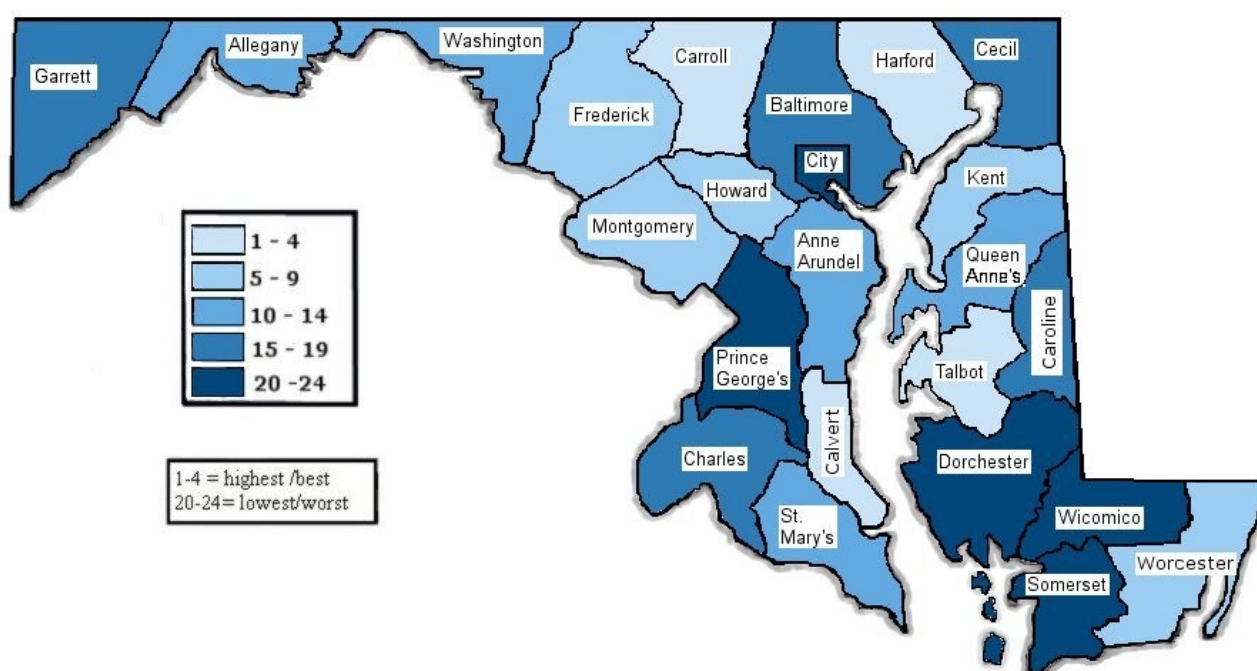 Garrett
Allegany
Washington
Frederick
Carroll
Baltimore
City
Harford
Cecil
Howard
Montgomery
Kent
Anne
Arundel
Queen
Anne's
Caroline
Talbot
Prince
George's
Calvert
Charles
St.
Mary's
Dorchester
Wicomico
Somerset
Worcester
1 - 4
5 - 9
10 - 14
15 - 19
20 -24
1-4 = highest /best
20-24= lowest/worst